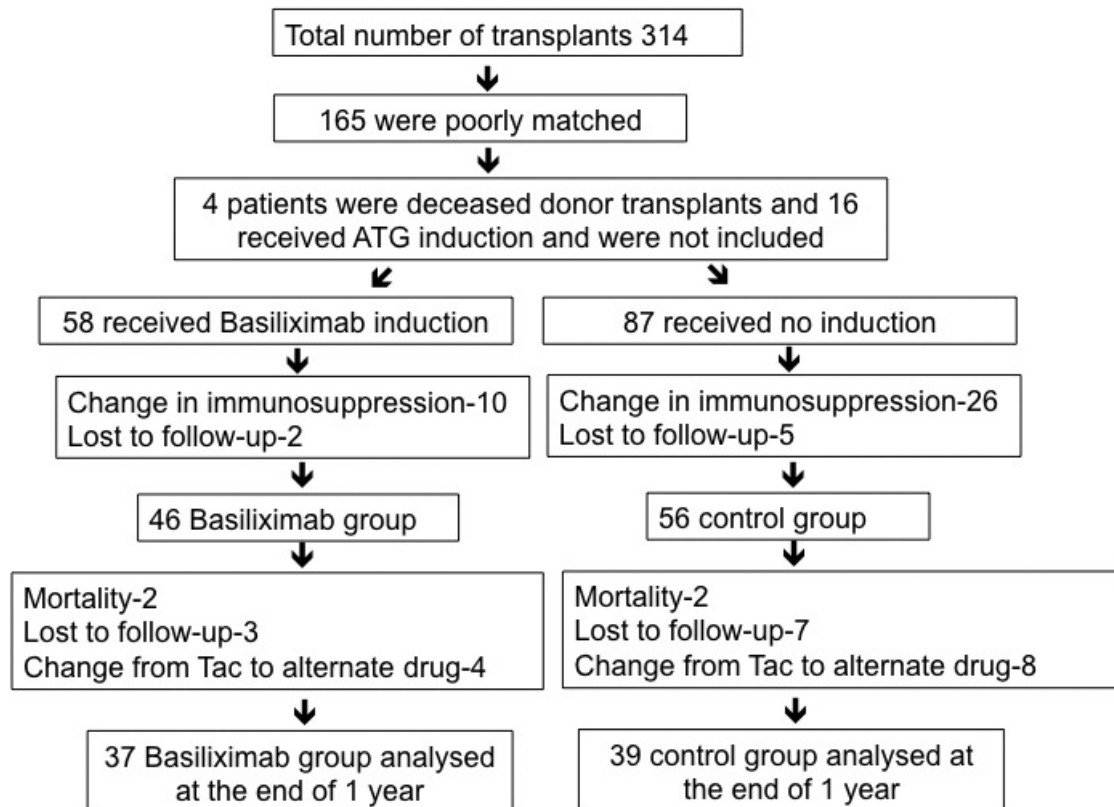 Total number of transplants 314
165 were poorly matched
4 patients were deceased donor transplants and 16
received ATG induction and were not included
58 received Basiliximab induction
87 received no induction
Change in immunosuppression-10
Lost to follow-up-2
Change in immunosuppression-26
Lost to follow-up-5
46 Basiliximab group
56 control group
Mortality-2
Lost to follow-up-3
Change from Tac to alternate drug-4
Mortality-2
Lost to follow-up-7
Change from Tac to alternate drug-8
37 Basiliximab group analysed
at the end of 1 year
39 control group analysed at
the end of 1 year